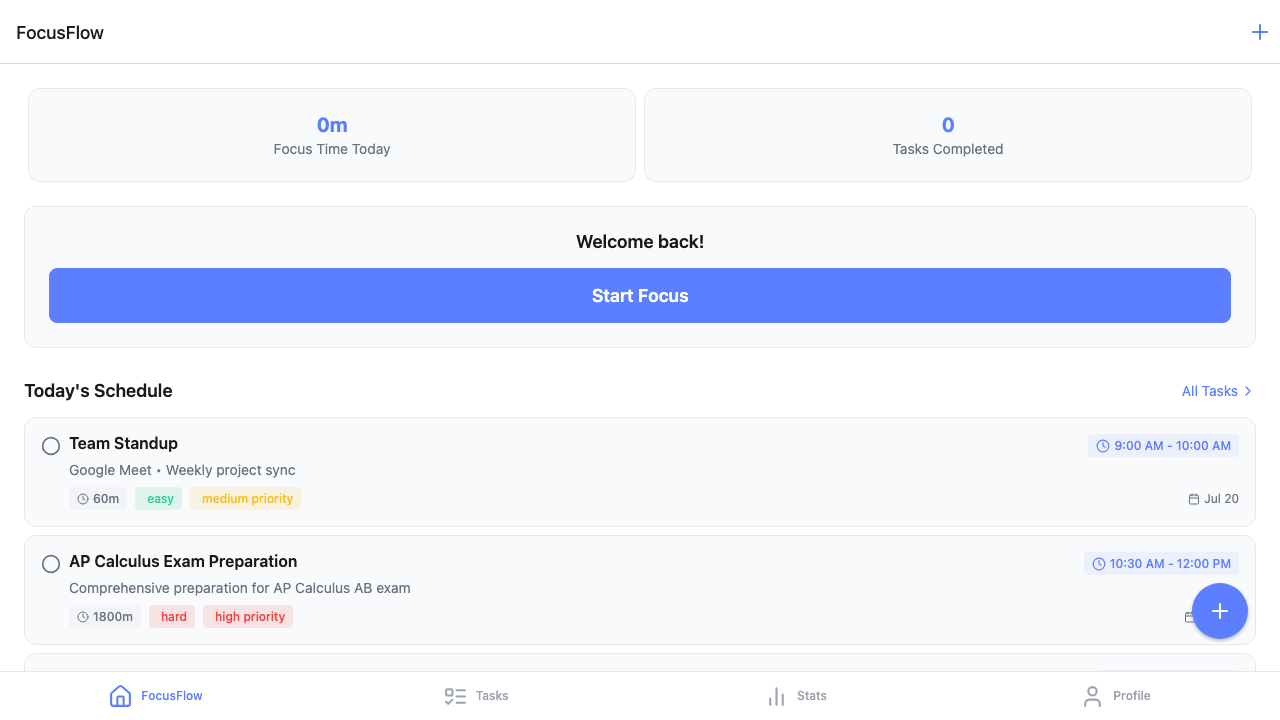 FocusFlow
0m
Focus Time Today
0
Tasks Completed
Welcome back!
Start Focus
Today's Schedule
All Tasks
Team Standup
9:00 AM - 10:00 AM
Google Meet • Weekly project sync
60m easy medium priority
Jul 20
AP Calculus Exam Preparation
10:30 AM - 12:00 PM
Comprehensive preparation for AP Calculus AB exam
1800m hard high priority
FocusFlow
Tasks
Stats
Profile